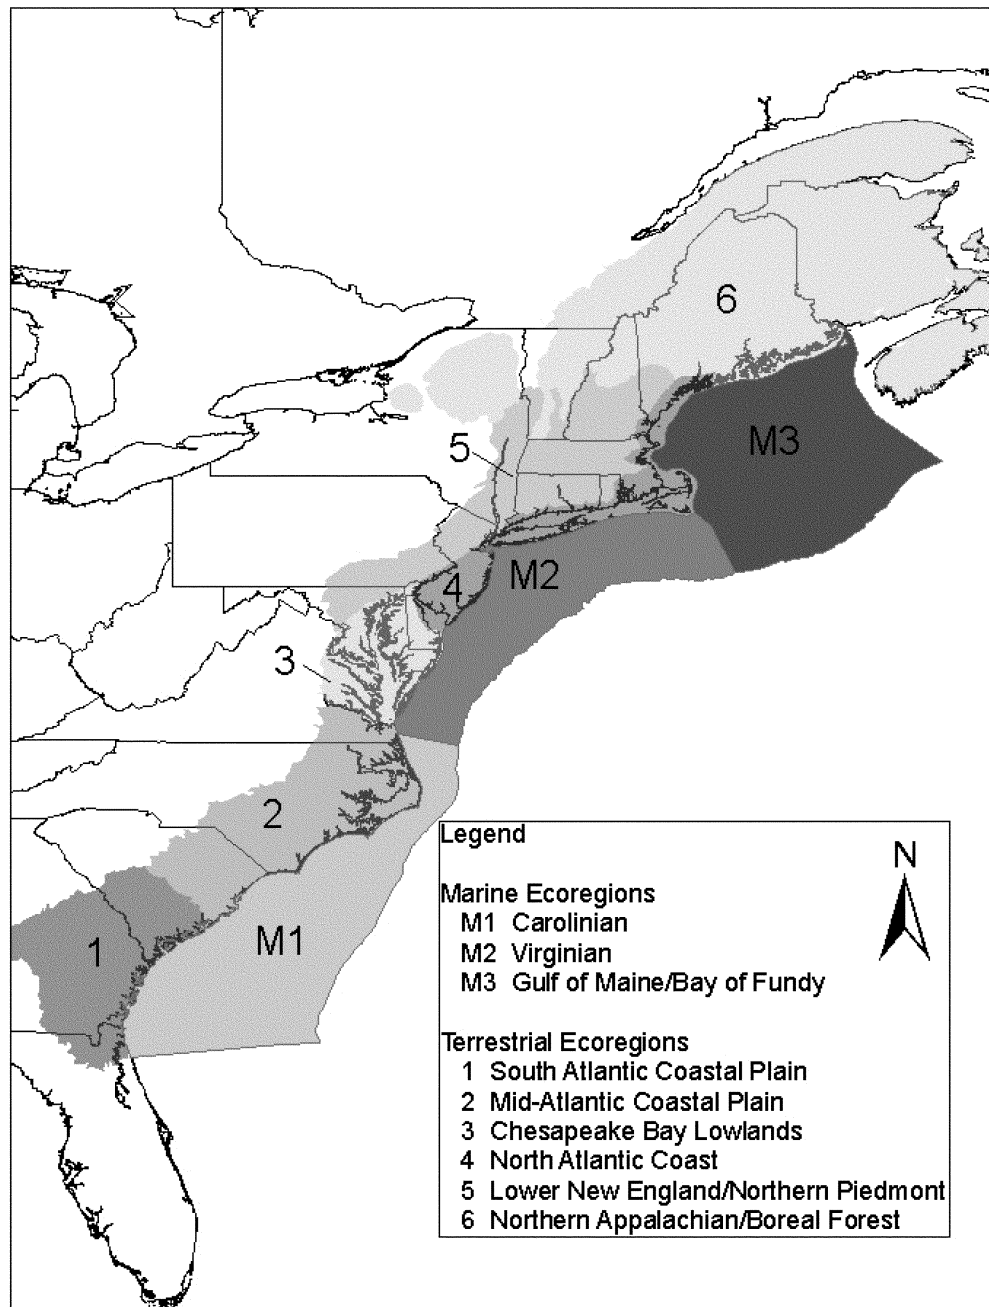 6
M3
5
M2
4
3
2
M1
1
N
Legend
Marine Ecoregions
M1 Carolinian
M2 Virginian
M3 Gulf of Maine/Bay of Fundy
Terrestrial Ecoregions
1 South Atlantic Coastal Plain
2 Mid-Atlantic Coastal Plain
3 Chesapeake Bay Lowlands
4 North Atlantic Coast
5 Lower New England/Northern Piedmont
6 Northern Appalachian/Boreal Forest